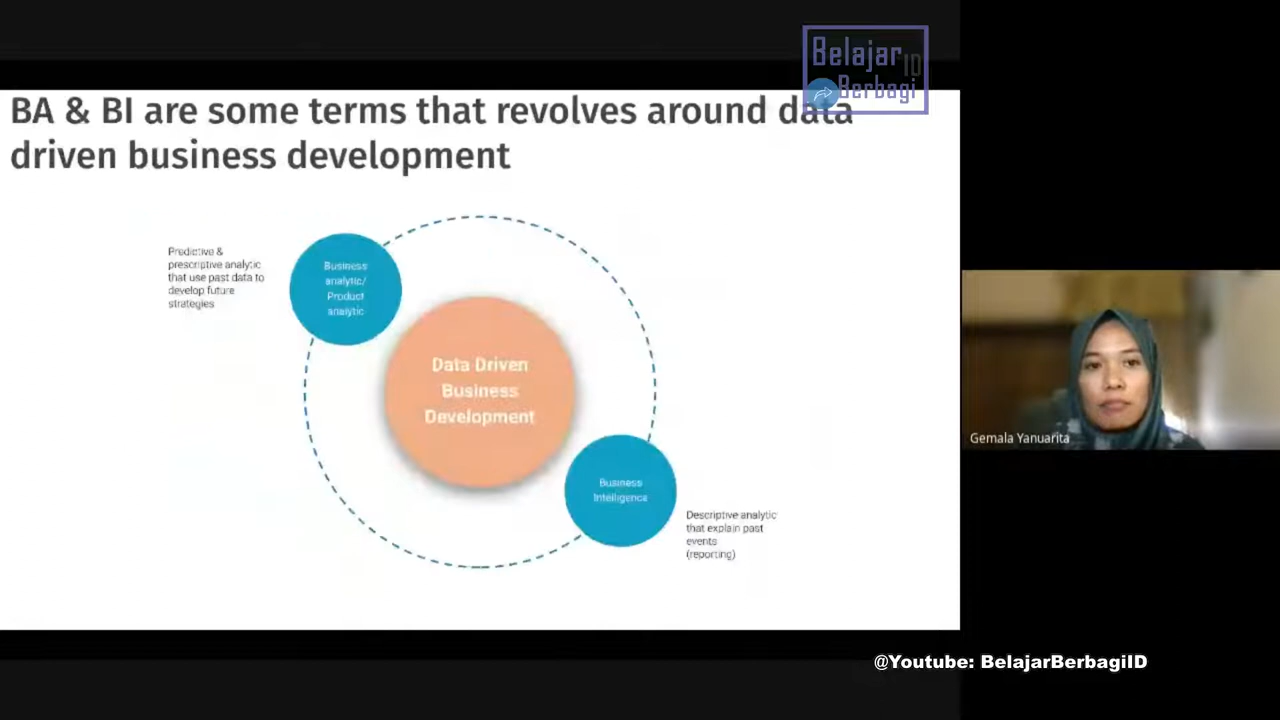 Belajar
ID
Berbagi
BA & BI are some terms that revolves around data
driven business development
Predictive &
prescriptive analytic
that use past data to
develop future
strategies
Business
analytic/
Product
analytic
Data Driven
Business
Development
Business
Intelligence
Descriptive analytic
that explain past
events
(reporting)
Gemala Yanuarita
@Youtube: BelajarBerbagiID